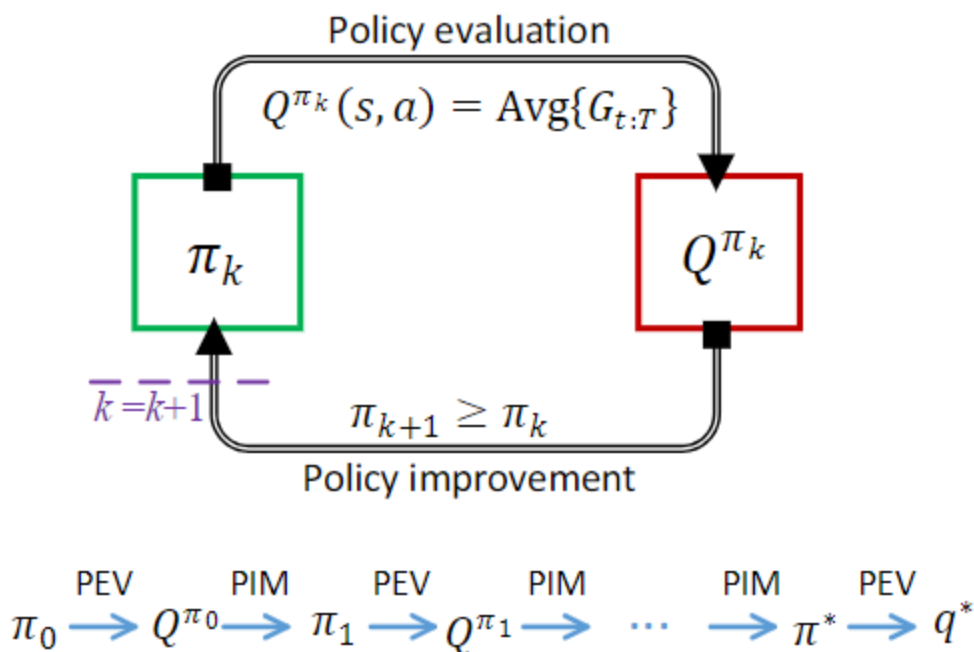 Policy evaluation
Q^{π_k}(s, a) = Avg{G_{t:T}}
π_k
Q^{π_k}
k=k+1
π_{k+1} ≥ π_k
Policy improvement
PEV PIM PEV PIM PIM PEV
π_0 → Q^{π_0} → π_1 → Q^{π_1} → ⋯ → π^* → q^*